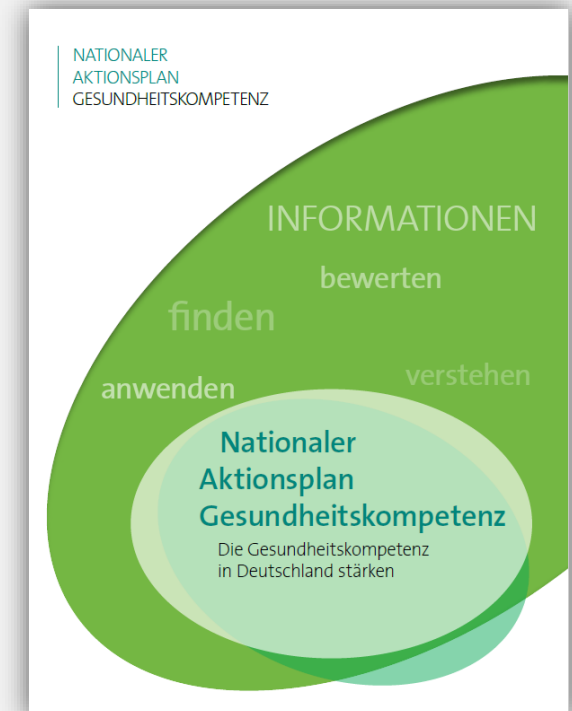 NATIONALER
AKTIONSPLAN
GESUNDHEITSKOMPETENZ
INFORMATIONEN
bewerten
finden
verstehen
anwenden
Nationaler
Aktionsplan
Gesundheitskompetenz
Die Gesundheitskompetenz
in Deutschland stärken